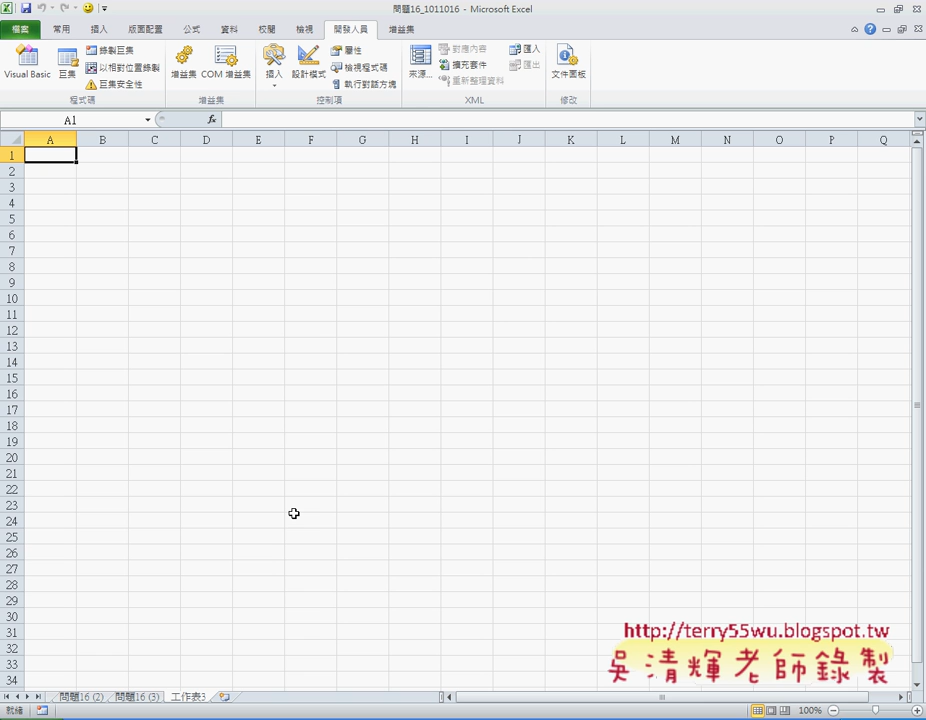 問題16_1011016 - Microsoft Excel
檔案 常用 插入 版面配置 公式 資料 校閱 檢視 開發人員 增益集
Visual Basic 巨集 錄製巨集 以相對位置錄製 巨集安全性
增益集 COM 增益集
插入 設計模式 屬性 檢視程式碼 執行對話方塊
來源... 對應內容 擴充套件 重新整理資料 匯入 匯出
文件面板
程式碼 增益集 控制項 XML 修改
A1 fx
A B C D E F G H I J K L M N O P Q
1
2
3
4
5
6
7
8
9
10
11
12
13
14
15
16
17
18
19
20
21
22
23
24
25
26
27
28
29
30
31
32
33
34
http://terry55wu.blogspot.tw
吳清輝老師錄製
問題16 (2) 問題16 (3) 工作表3
就緒 100%